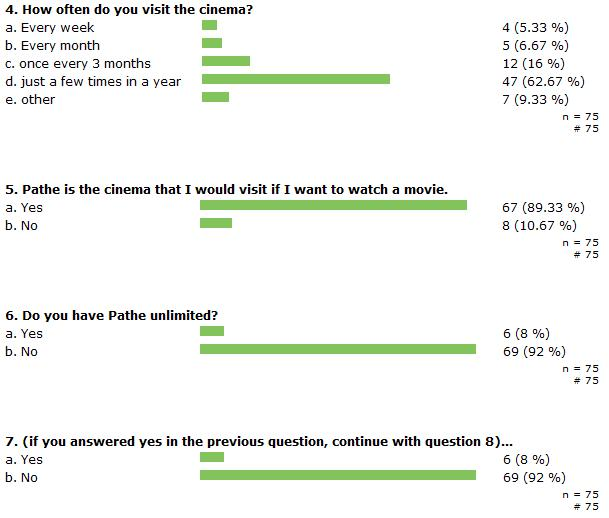 4. How often do you visit the cinema?
a. Every week 4 (5.33 %)
b. Every month 5 (6.67 %)
c. once every 3 months 12 (16 %)
d. just a few times in a year 47 (62.67 %)
e. other 7 (9.33 %)
n = 75
# 75
5. Pathe is the cinema that I would visit if I want to watch a movie.
a. Yes 67 (89.33 %)
b. No 8 (10.67 %)
n = 75
# 75
6. Do you have Pathe unlimited?
a. Yes 6 (8 %)
b. No 69 (92 %)
n = 75
# 75
7. (if you answered yes in the previous question, continue with question 8)...
a. Yes 6 (8 %)
b. No 69 (92 %)
n = 75
# 75